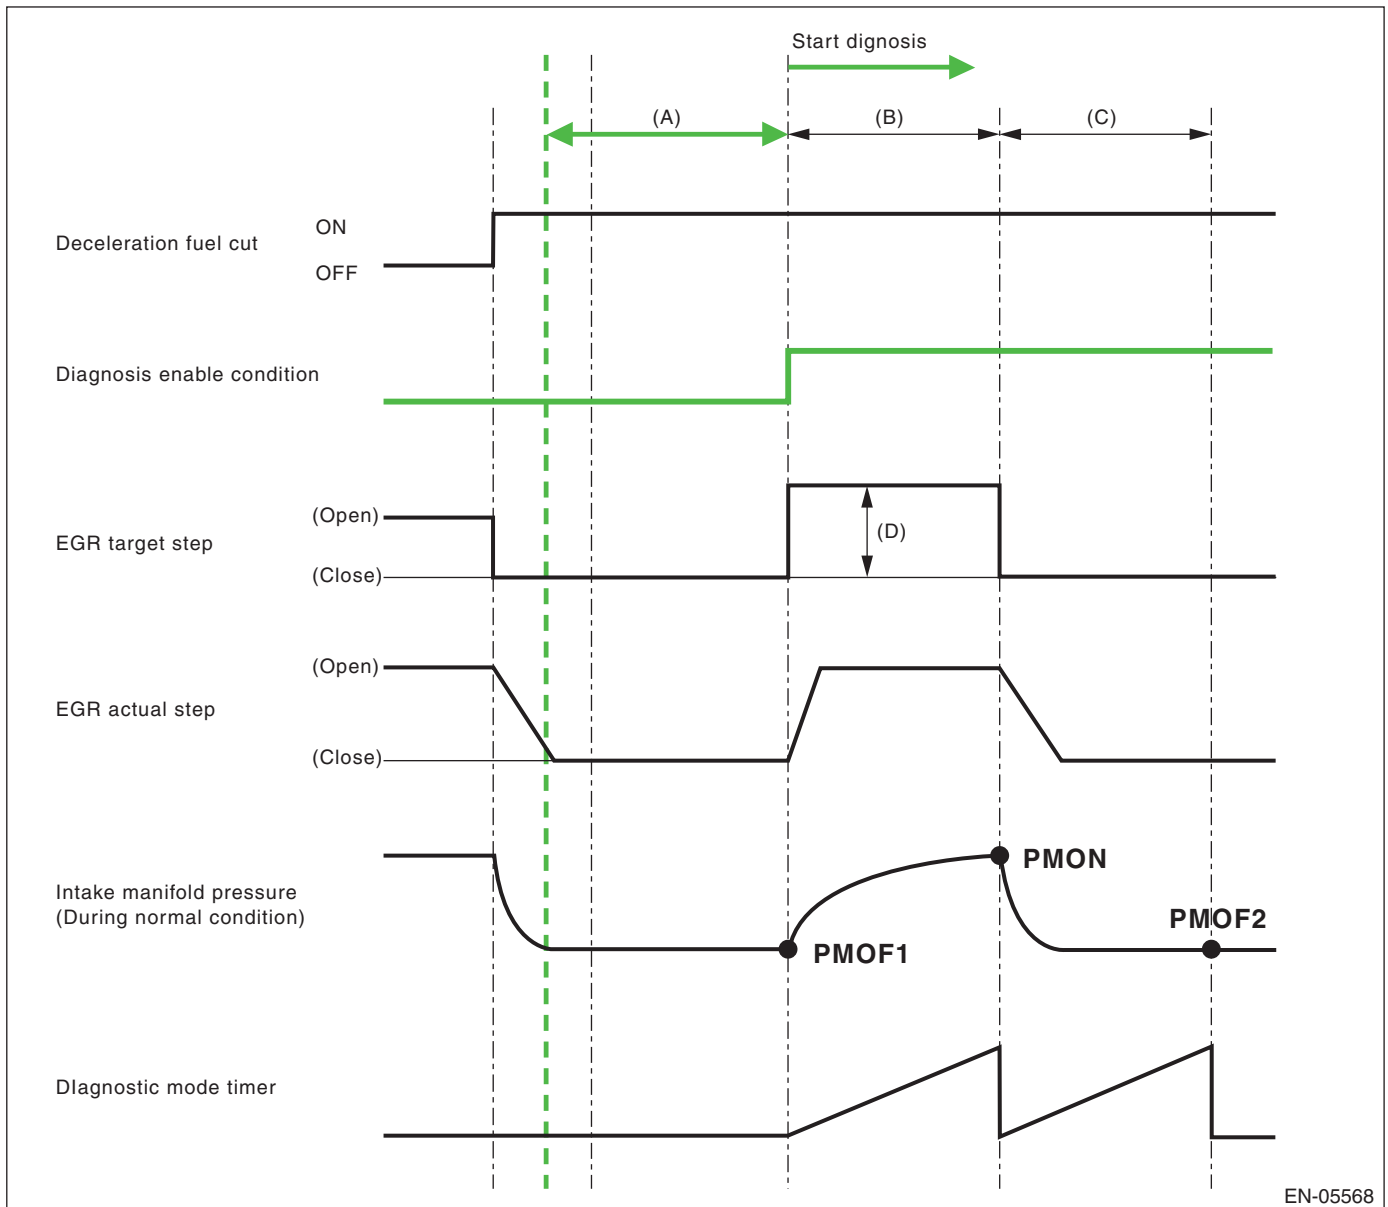 Start dignosis
(A)
(B)
(C)
Deceleration fuel cut
ON
OFF
Diagnosis enable condition
EGR target step
(Open)
(Close)
(D)
EGR actual step
(Open)
(Close)
Intake manifold pressure
(During normal condition)
PMOF1
PMON
PMOF2
DIagnostic mode timer
EN-05568